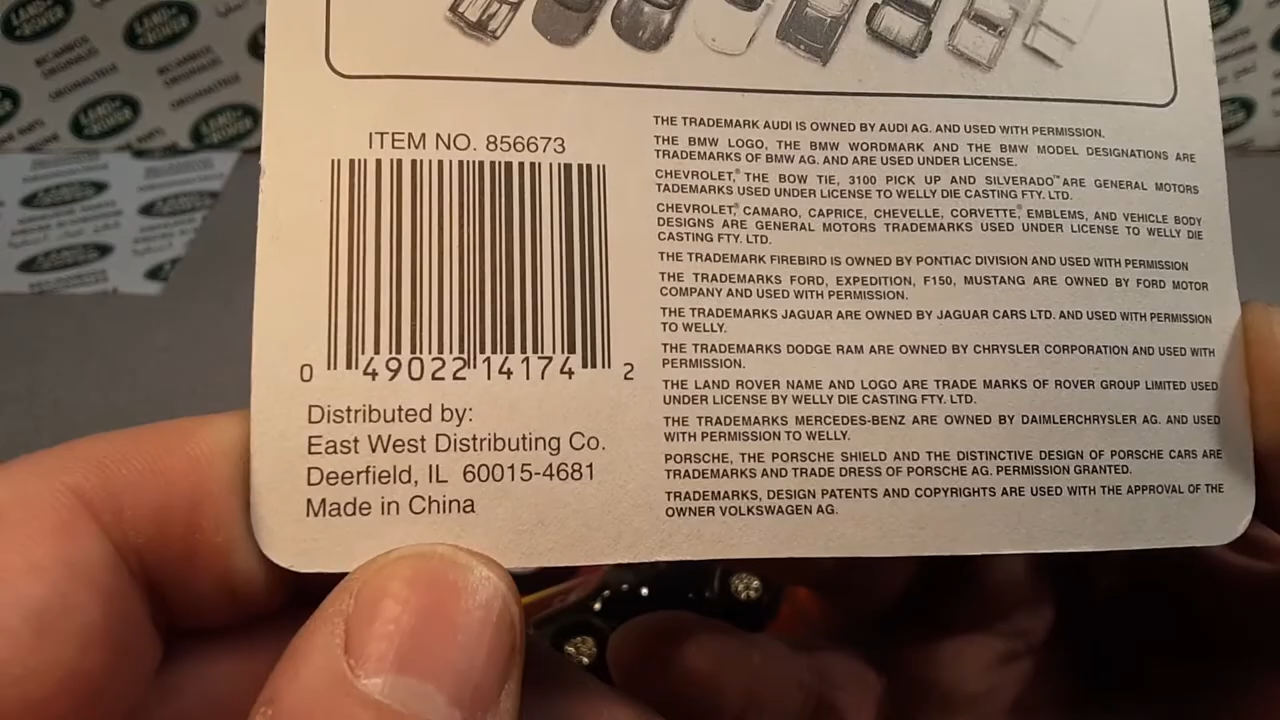 LAND-
ROVER
RICAMBI
ORIGINALI
LAND-
ROVER
ITEM NO. 856673
0 49022 14174 2
Distributed by:
East West Distributing Co.
Deerfield, IL 60015-4681
Made in China
THE TRADEMARK AUDI IS OWNED BY AUDI AG. AND USED WITH PERMISSION.
THE BMW LOGO, THE BMW WORDMARK AND THE BMW MODEL DESIGNATIONS ARE
TRADEMARKS OF BMW AG. AND ARE USED UNDER LICENSE.
CHEVROLET,® THE BOW TIE, 3100 PICK UP AND SILVERADO™ ARE GENERAL MOTORS
TADEMARKS USED UNDER LICENSE TO WELLY DIE CASTING FTY. LTD.
CHEVROLET,® CAMARO, CAPRICE, CHEVELLE, CORVETTE,® EMBLEMS, AND VEHICLE BODY
DESIGNS ARE GENERAL MOTORS TRADEMARKS USED UNDER LICENSE TO WELLY DIE
CASTING FTY. LTD.
THE TRADEMARK FIREBIRD IS OWNED BY PONTIAC DIVISION AND USED WITH PERMISSION
THE TRADEMARKS FORD, EXPEDITION, F150, MUSTANG ARE OWNED BY FORD MOTOR
COMPANY AND USED WITH PERMISSION.
THE TRADEMARKS JAGUAR ARE OWNED BY JAGUAR CARS LTD. AND USED WITH PERMISSION
TO WELLY.
THE TRADEMARKS DODGE RAM ARE OWNED BY CHRYSLER CORPORATION AND USED WITH
PERMISSION.
THE LAND ROVER NAME AND LOGO ARE TRADE MARKS OF ROVER GROUP LIMITED USED
UNDER LICENSE BY WELLY DIE CASTING FTY. LTD.
THE TRADEMARKS MERCEDES-BENZ ARE OWNED BY DAIMLERCHRYSLER AG. AND USED
WITH PERMISSION TO WELLY.
PORSCHE, THE PORSCHE SHIELD AND THE DISTINCTIVE DESIGN OF PORSCHE CARS ARE
TRADEMARKS AND TRADE DRESS OF PORSCHE AG. PERMISSION GRANTED.
TRADEMARKS, DESIGN PATENTS AND COPYRIGHTS ARE USED WITH THE APPROVAL OF THE
OWNER VOLKSWAGEN AG.